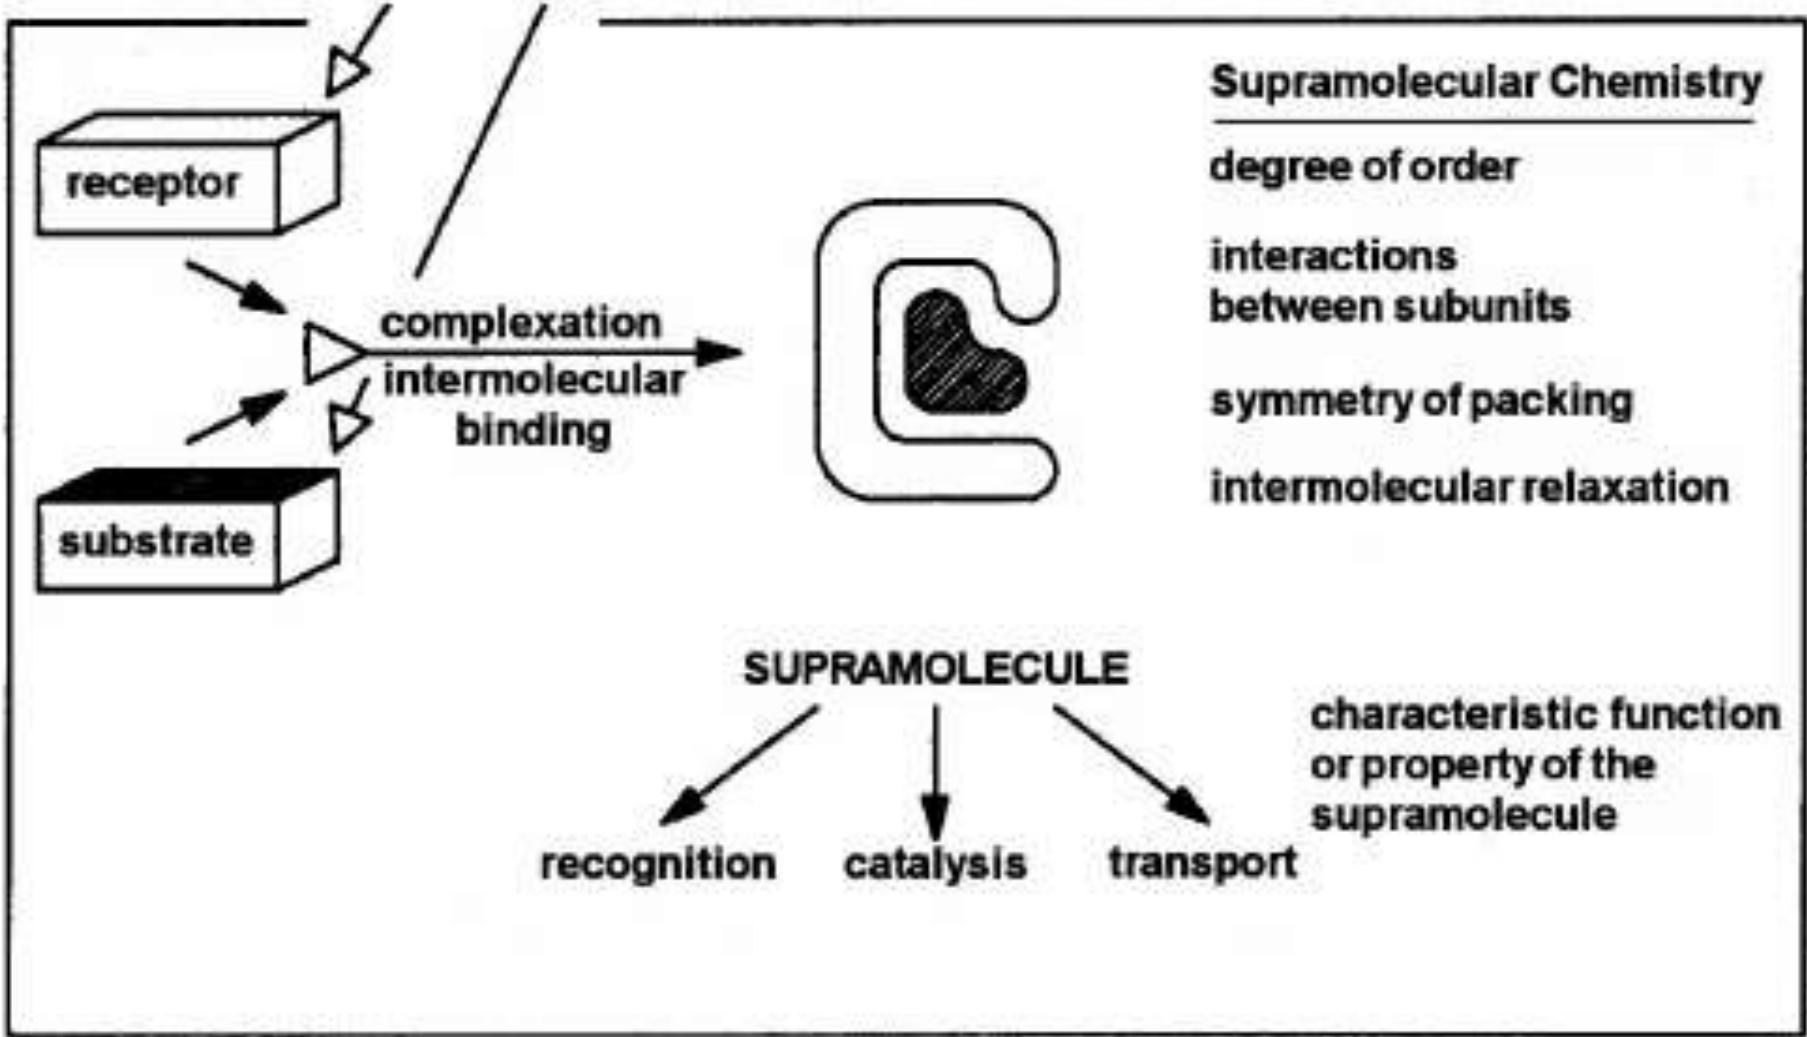 Supramolecular Chemistry
receptor
degree of order
interactions
between subunits
complexation
intermolecular
binding
symmetry of packing
intermolecular relaxation
substrate
SUPRAMOLECULE
characteristic function
or property of the
supramolecule
recognition
catalysis
transport